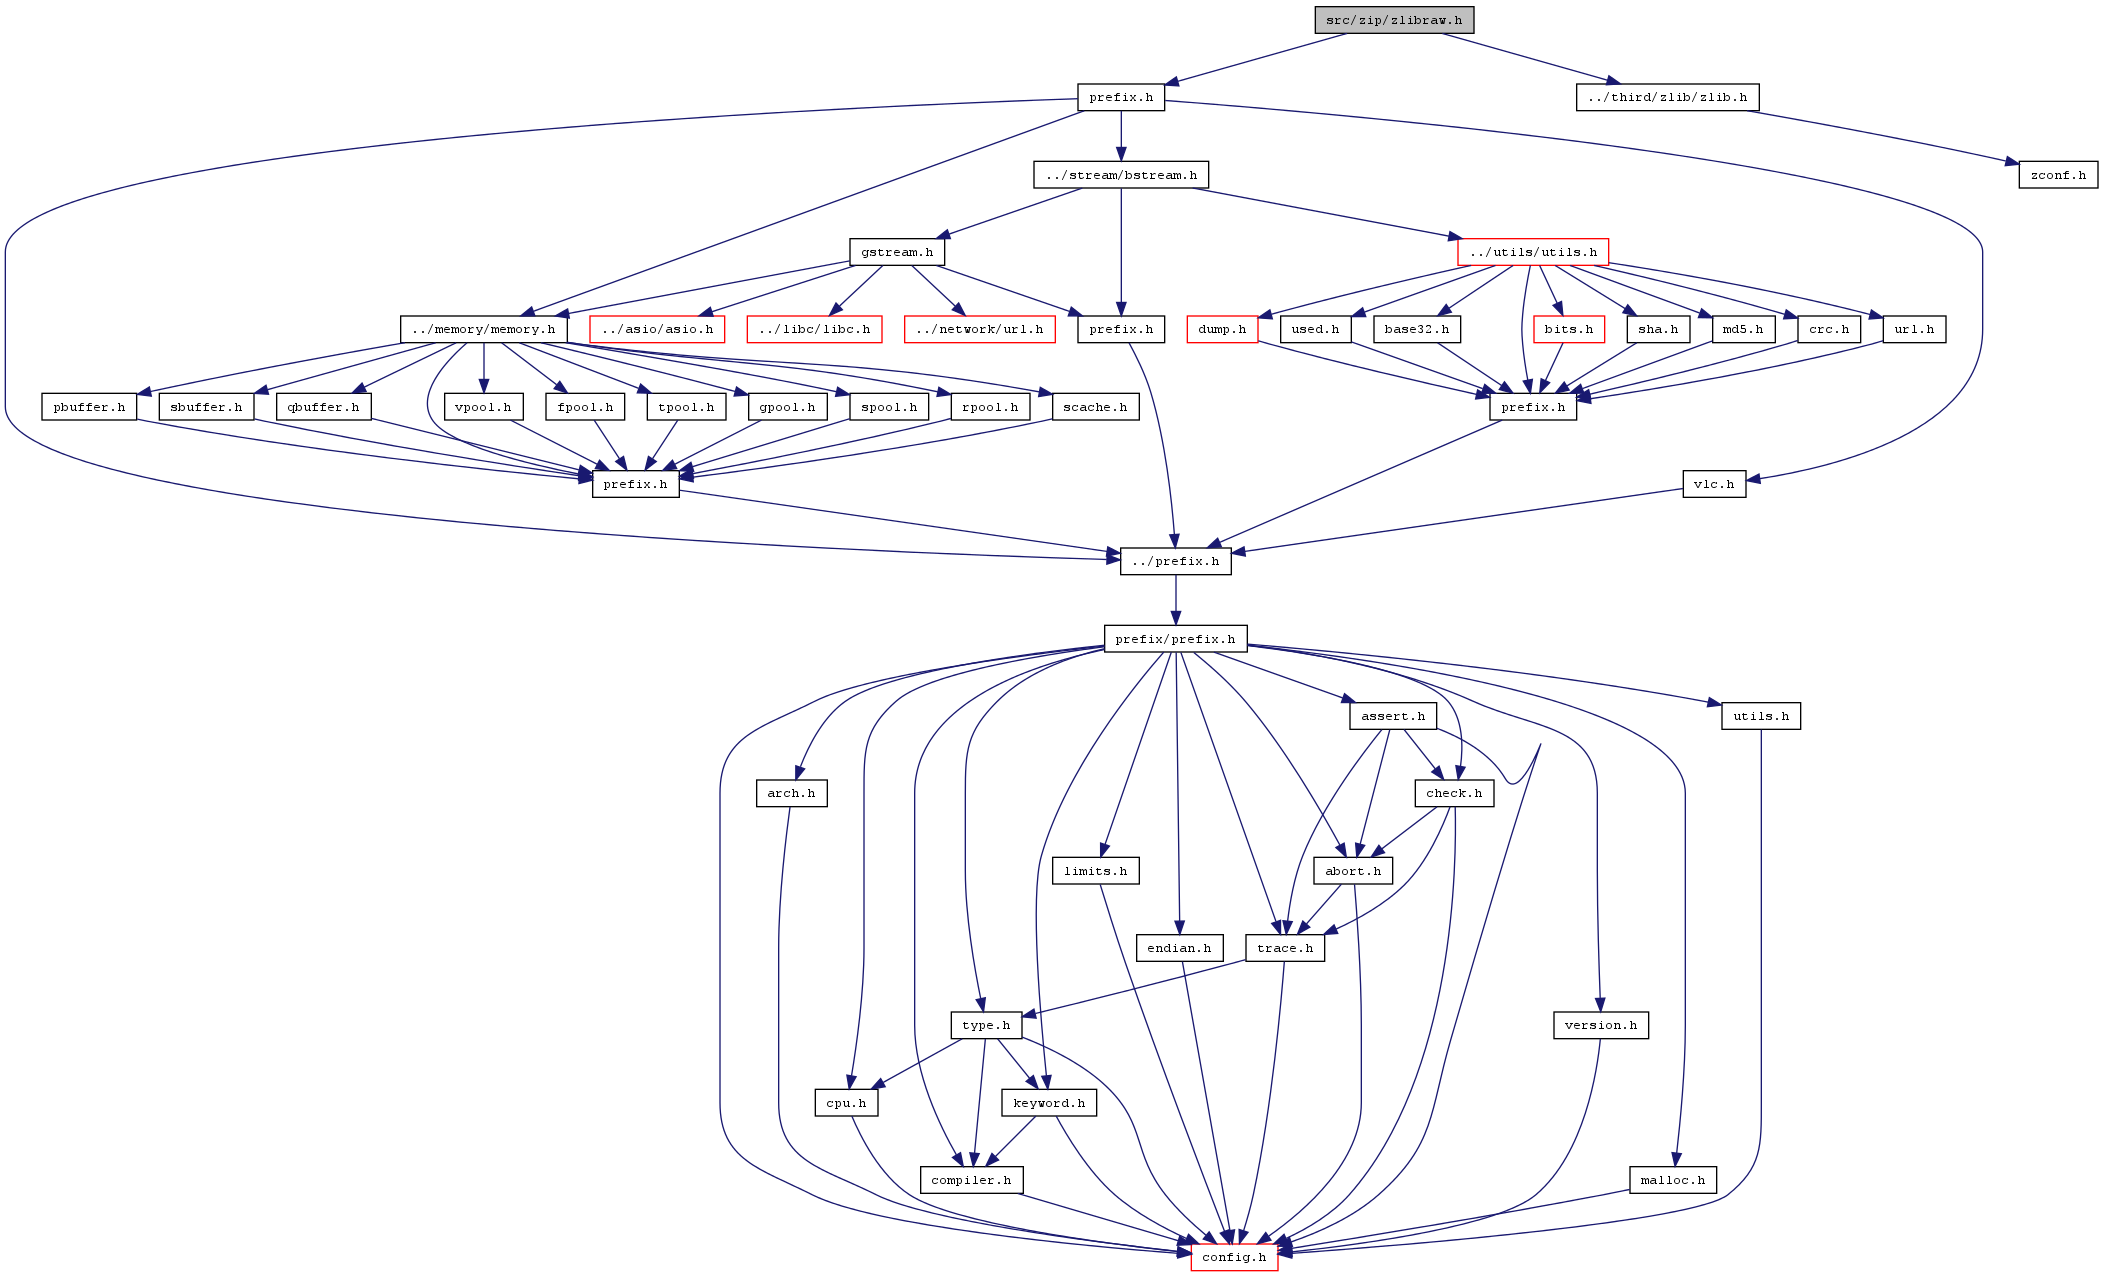 src/zip/zlibraw.h
prefix.h
../third/zlib/zlib.h
../stream/bstream.h
zconf.h
gstream.h
../utils/utils.h
../memory/memory.h
../asio/asio.h
../libc/libc.h
../network/url.h
prefix.h
dump.h
used.h
base32.h
bits.h
sha.h
md5.h
crc.h
url.h
pbuffer.h
sbuffer.h
qbuffer.h
vpool.h
fpool.h
tpool.h
gpool.h
spool.h
rpool.h
scache.h
prefix.h
prefix.h
vlc.h
../prefix.h
prefix/prefix.h
assert.h
utils.h
arch.h
check.h
limits.h
abort.h
endian.h
trace.h
type.h
version.h
cpu.h
keyword.h
compiler.h
malloc.h
config.h